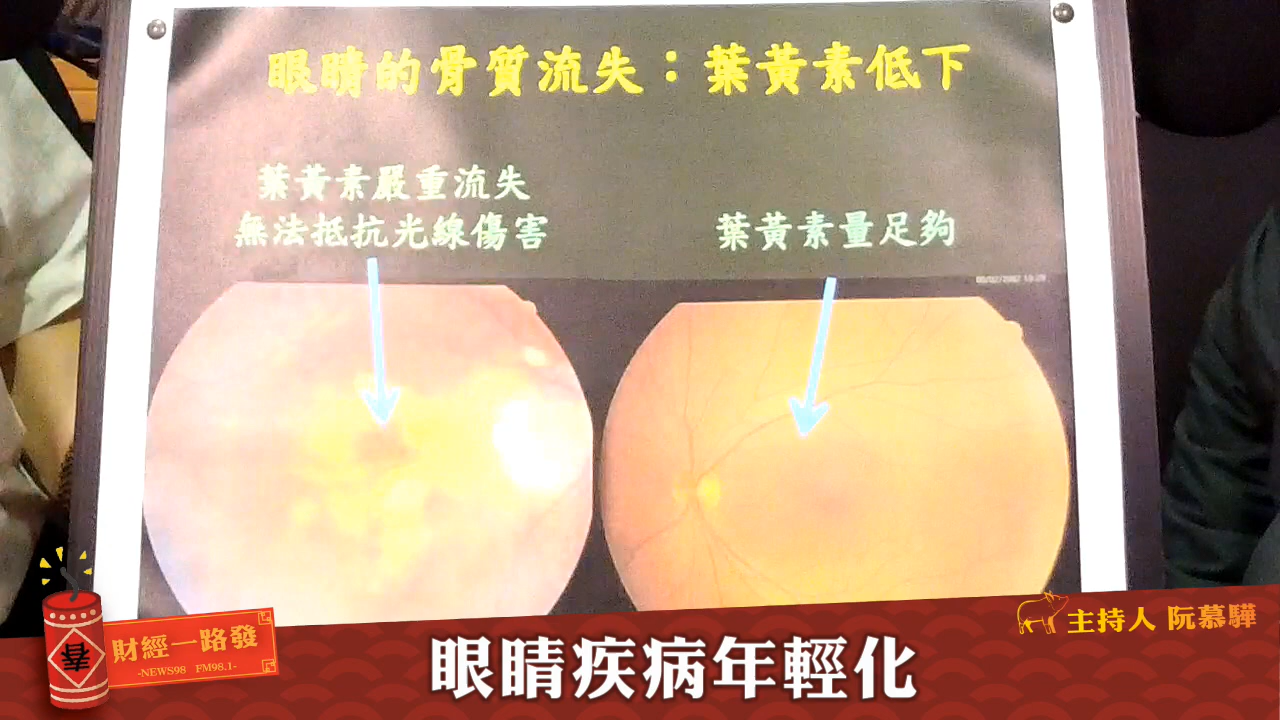 眼睛的骨質流失：葉黃素低下
葉黃素嚴重流失
無法抵抗光線傷害
葉黃素量足夠
主持人 阮慕驊
財經一路發
-NEWS98 FM98.1-
春
眼睛疾病年輕化